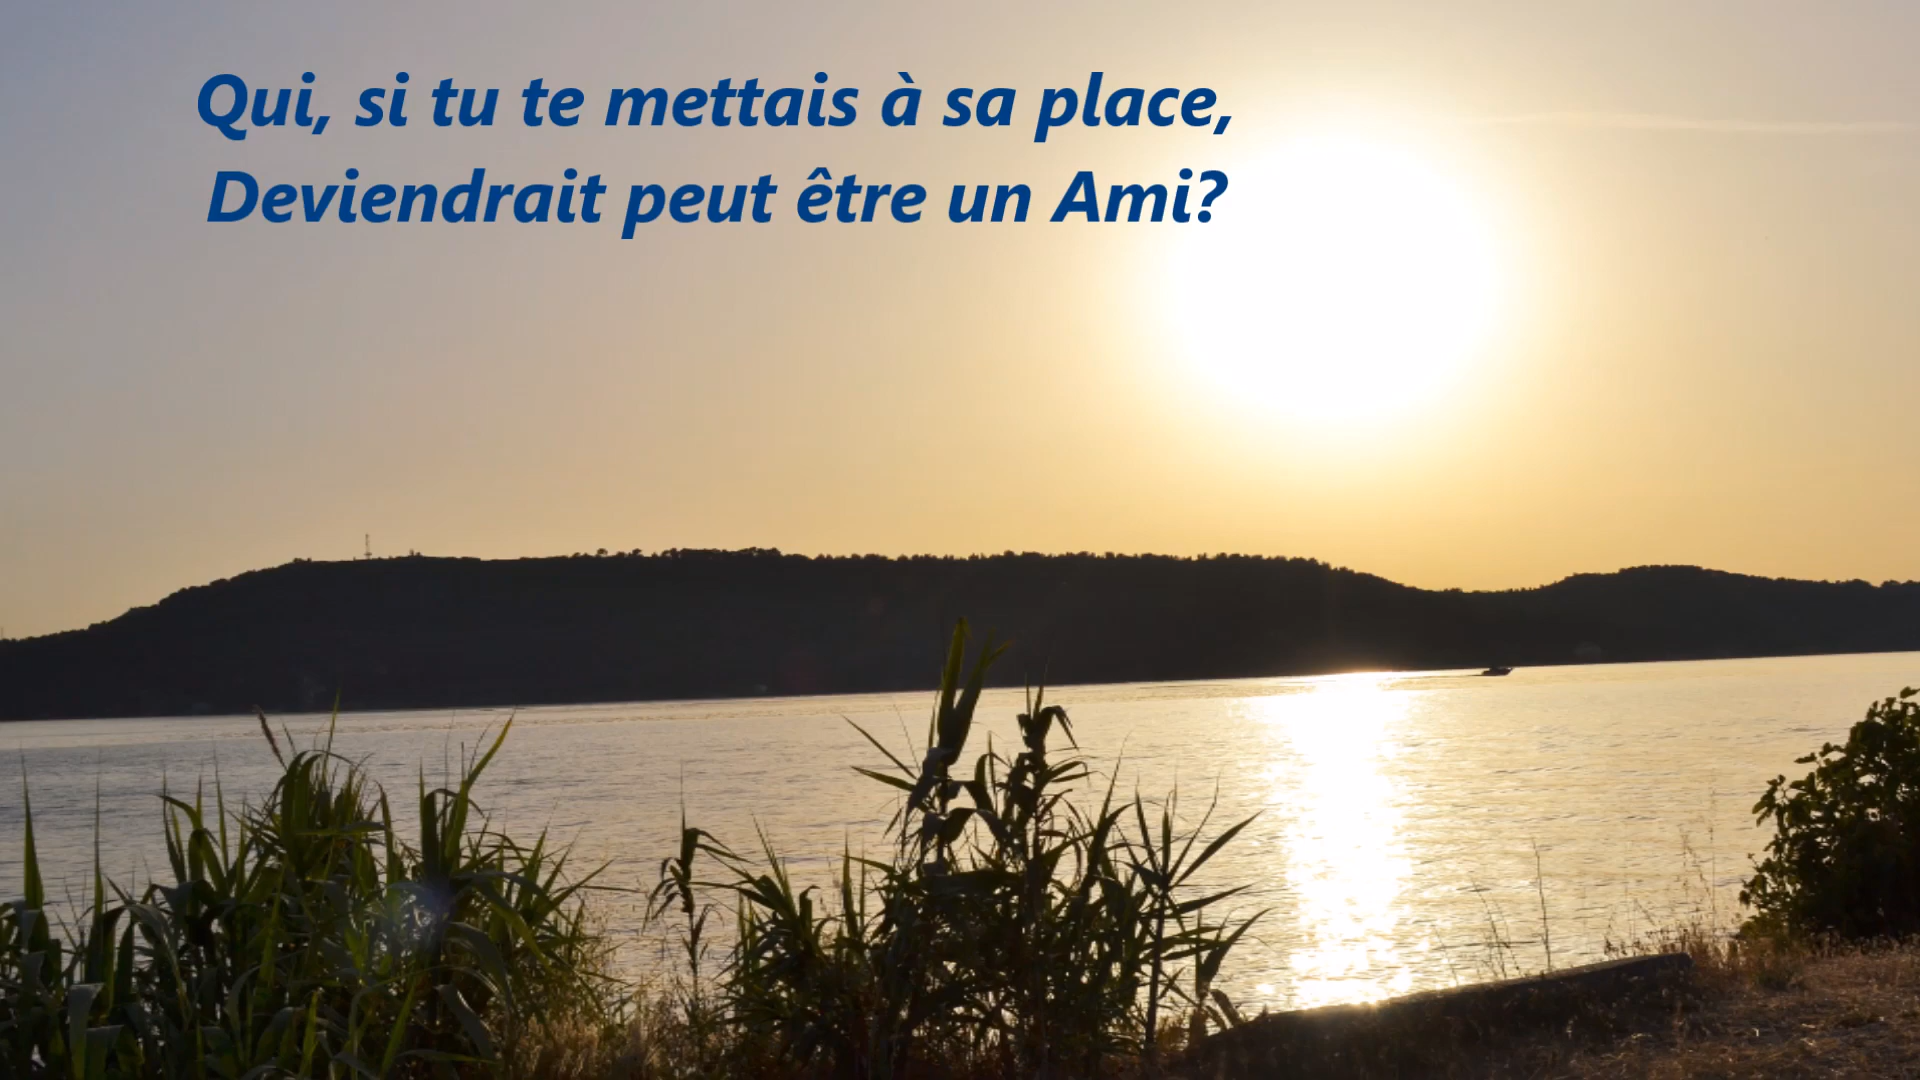 Qui, si tu te mettais à sa place,
Deviendrait peut être un Ami?